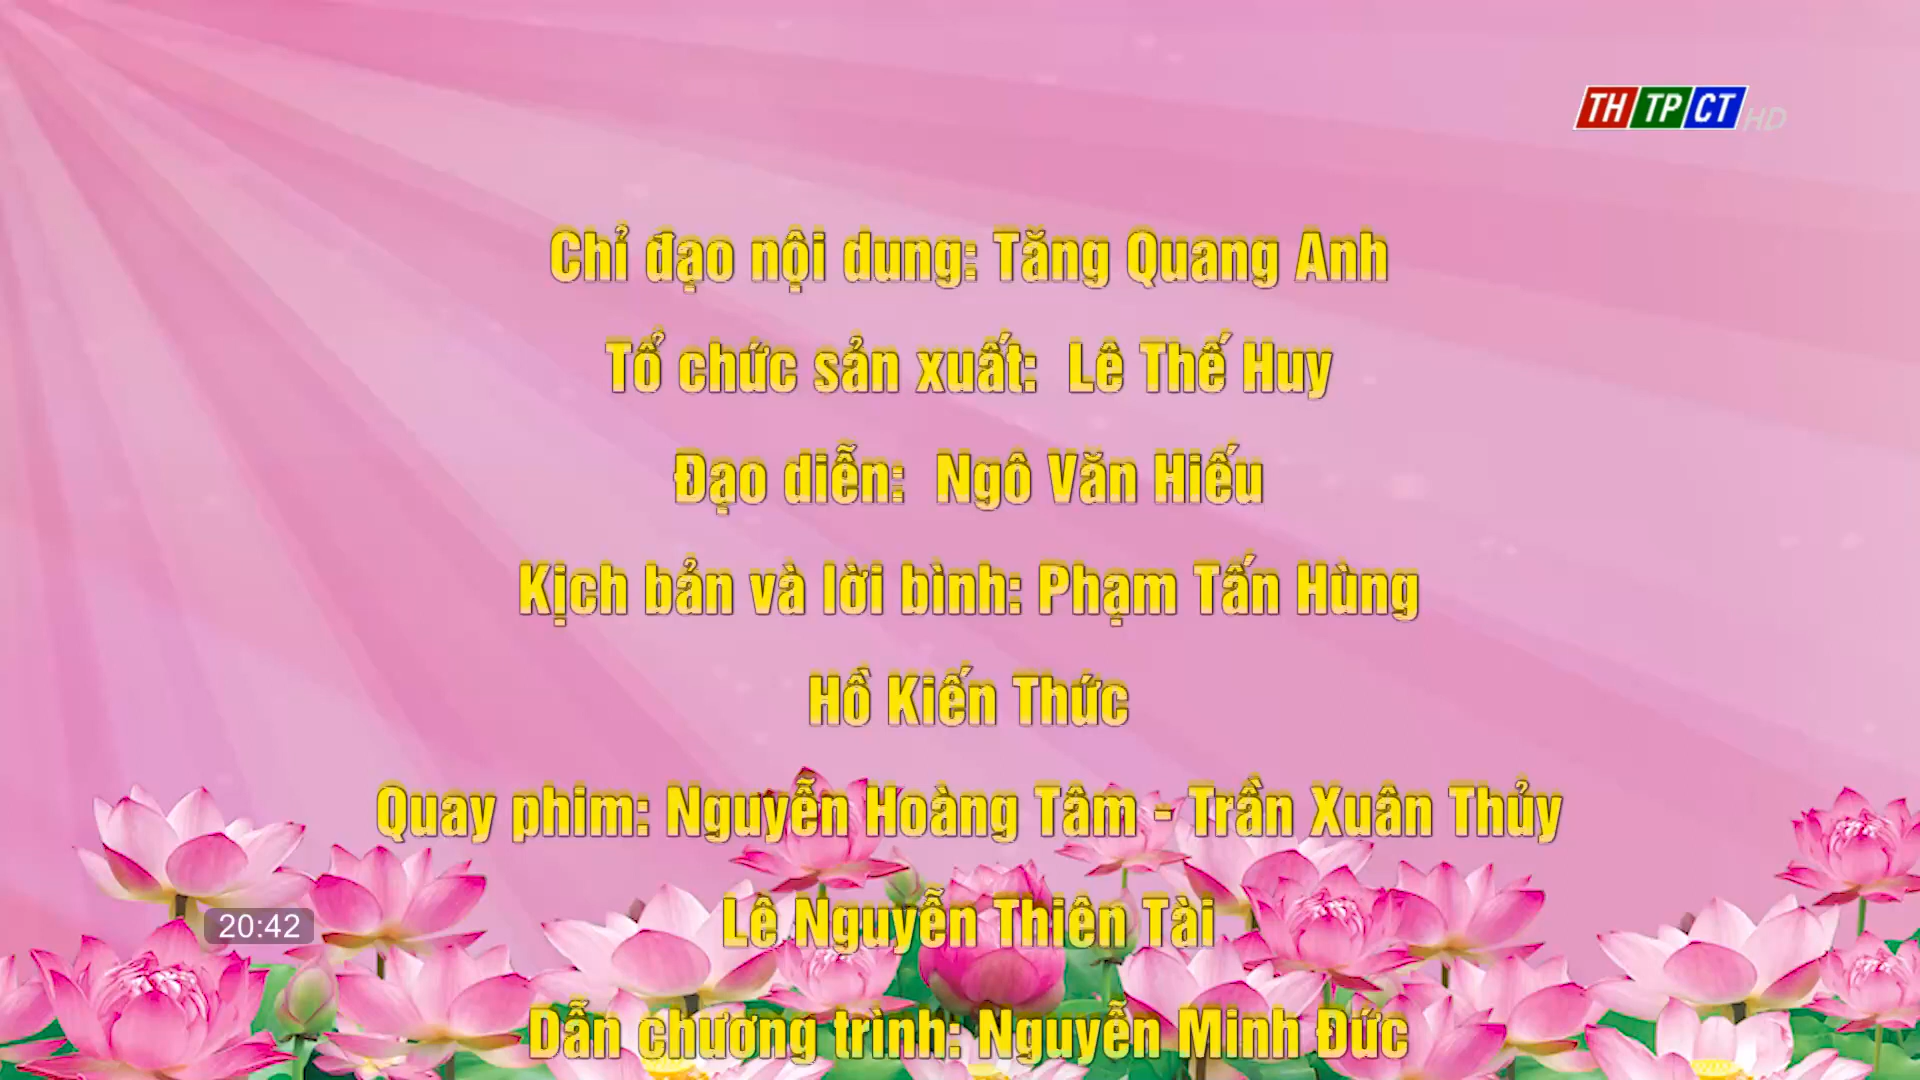 THTPCT HD
Chỉ đạo nội dung: Tăng Quang Anh
Tổ chức sản xuất: Lê Thế Huy
Đạo diễn: Ngô Văn Hiếu
Kịch bản và lời bình: Phạm Tấn Hùng
Hồ Kiến Thức
Quay phim: Nguyễn Hoàng Tâm - Trần Xuân Thủy
Lê Nguyễn Thiên Tài
20:42
Dẫn chương trình: Nguyễn Minh Đức